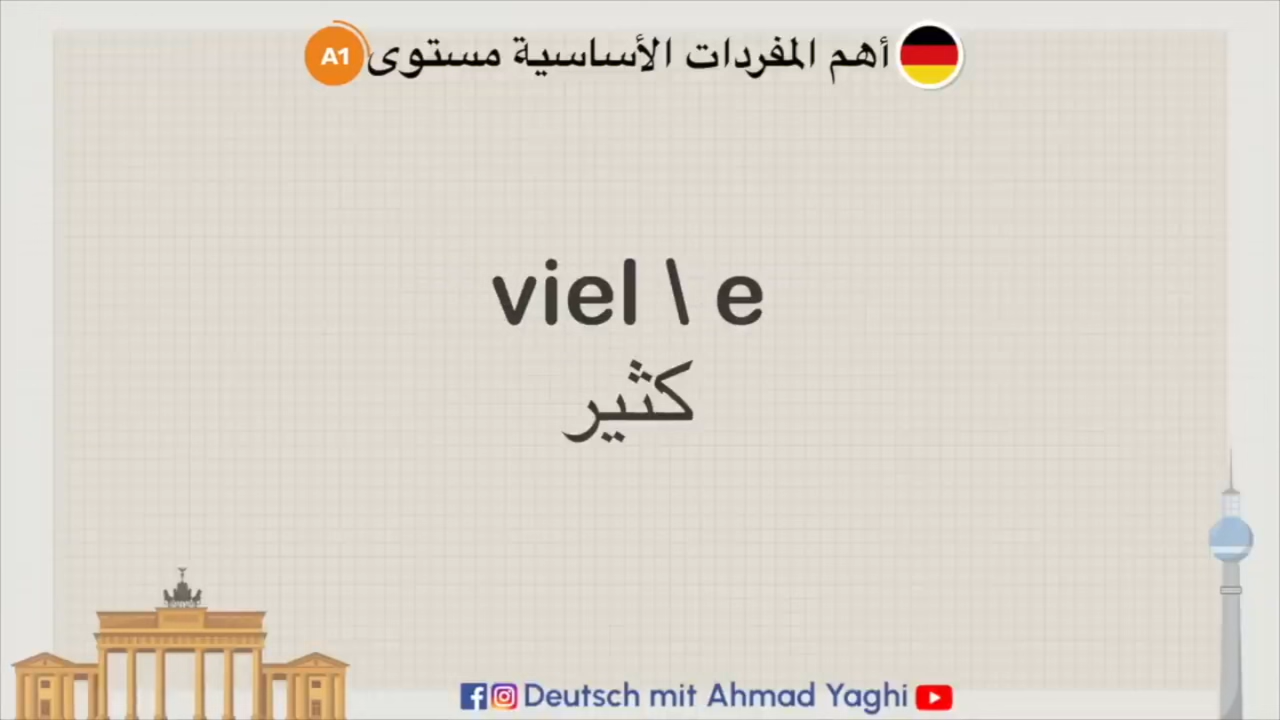 أهم المفردات الأساسية مستوى A1
viel \ e
كثير
Deutsch mit Ahmad Yaghi